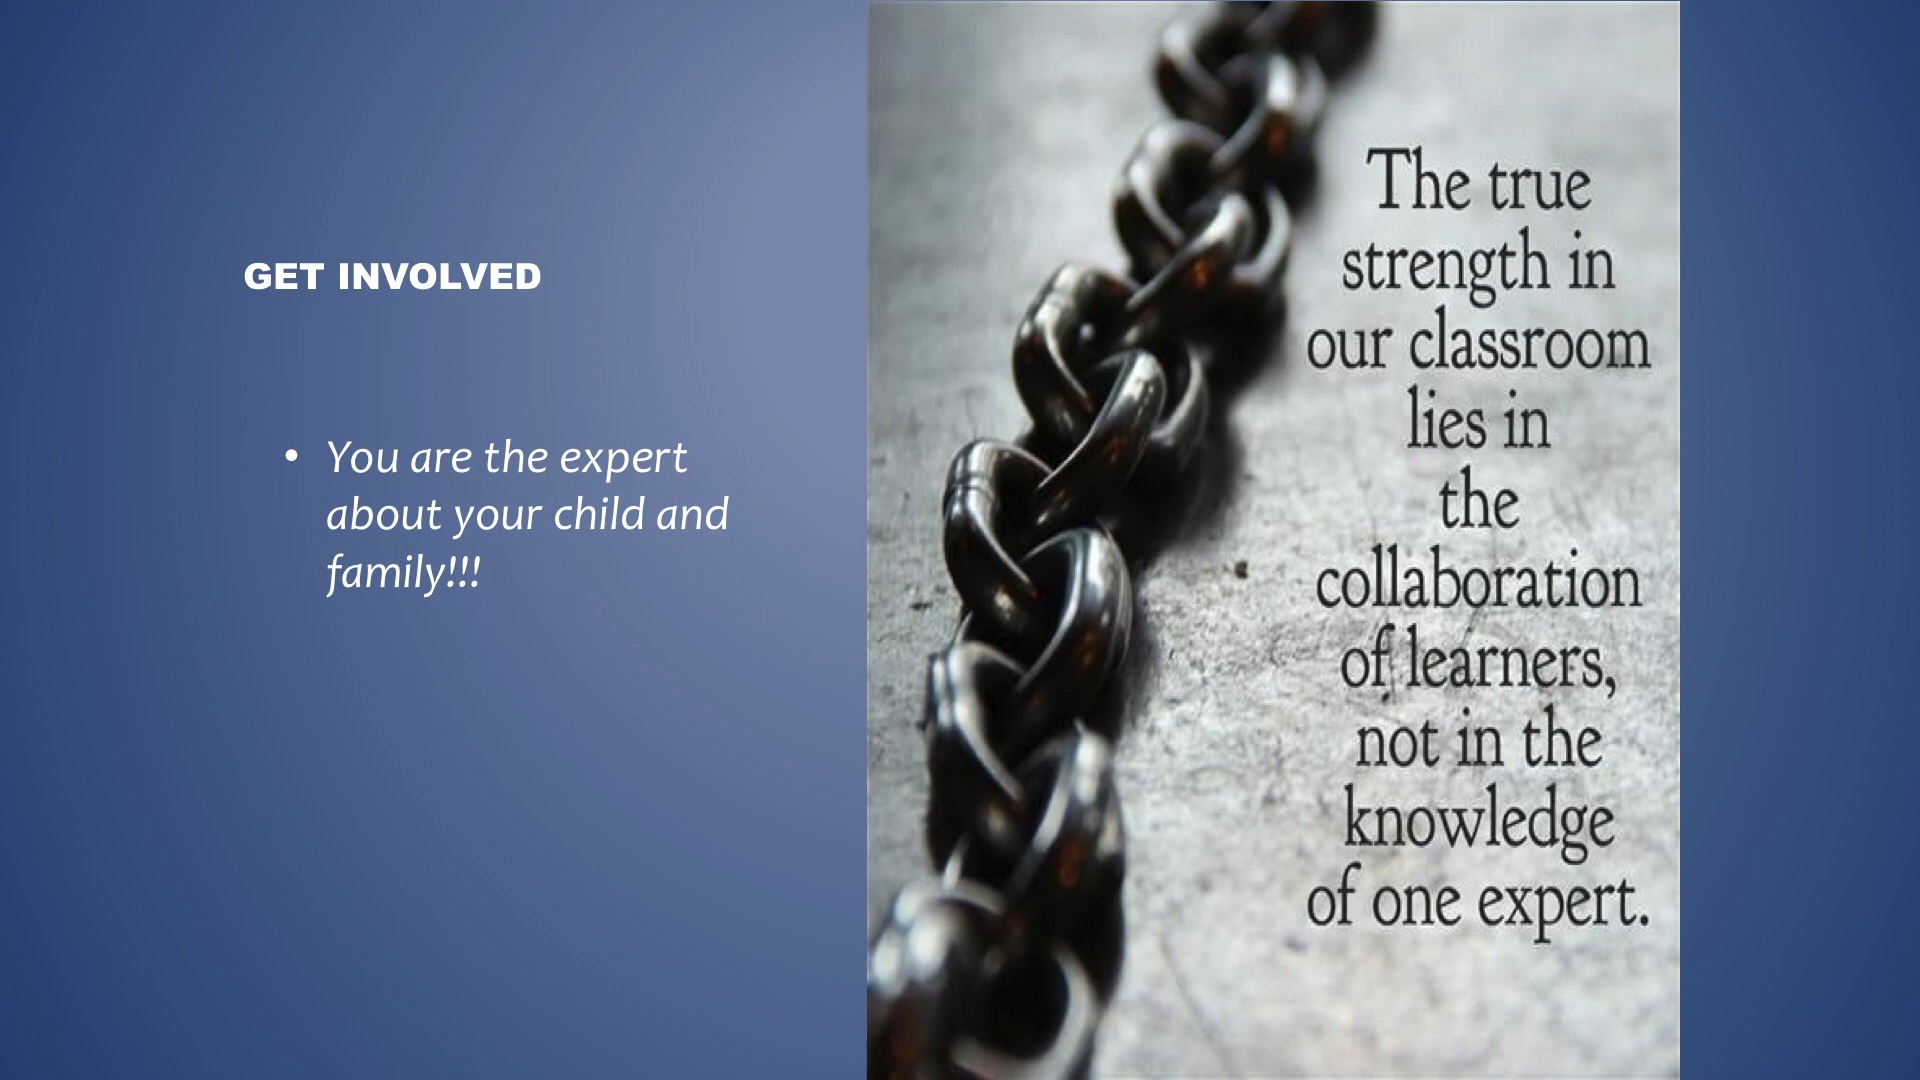 GET INVOLVED
• You are the expert
about your child and
family!!!
The true
strength in
our classroom
lies in
the
collaboration
of learners,
not in the
knowledge
of one expert.